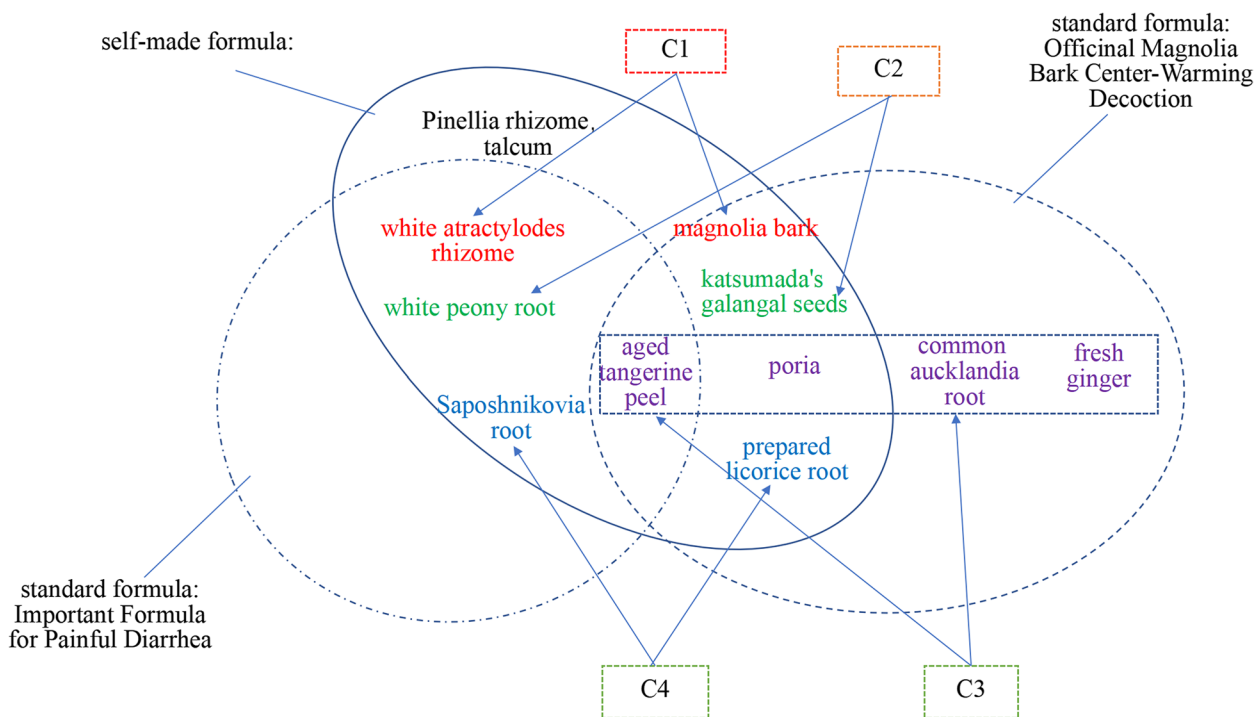 self-made formula:
C1
C2
standard formula:
Officinal Magnolia
Bark Center-Warming
Decoction
Pinellia rhizome,
talcum
white atractylodes
rhizome
magnolia bark
white peony root
katsumada's
galangal seeds
aged
tangerine
peel
poria
common
aucklandia
root
fresh
ginger
Saposhnikovia
root
prepared
licorice root
standard formula:
Important Formula
for Painful Diarrhea
C4
C3